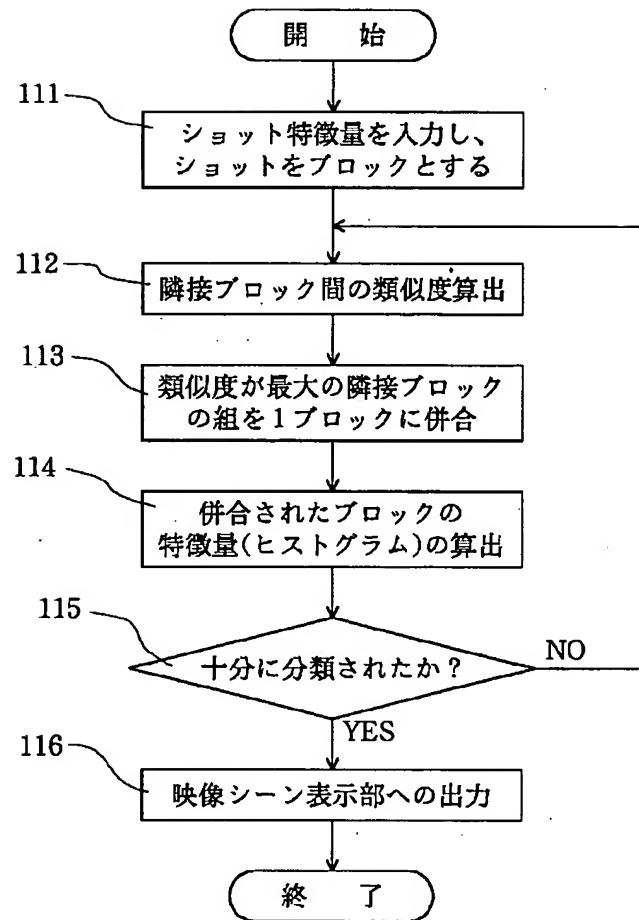 開 始
111
ショット特徴量を入力し、
ショットをブロックとする
112
隣接ブロック間の類似度算出
113
類似度が最大の隣接ブロック
の組を1ブロックに併合
114
併合されたブロックの
特徴量(ヒストグラム)の算出
115
十分に分類されたか?
NO
YES
116
映像シーン表示部への出力
終 了